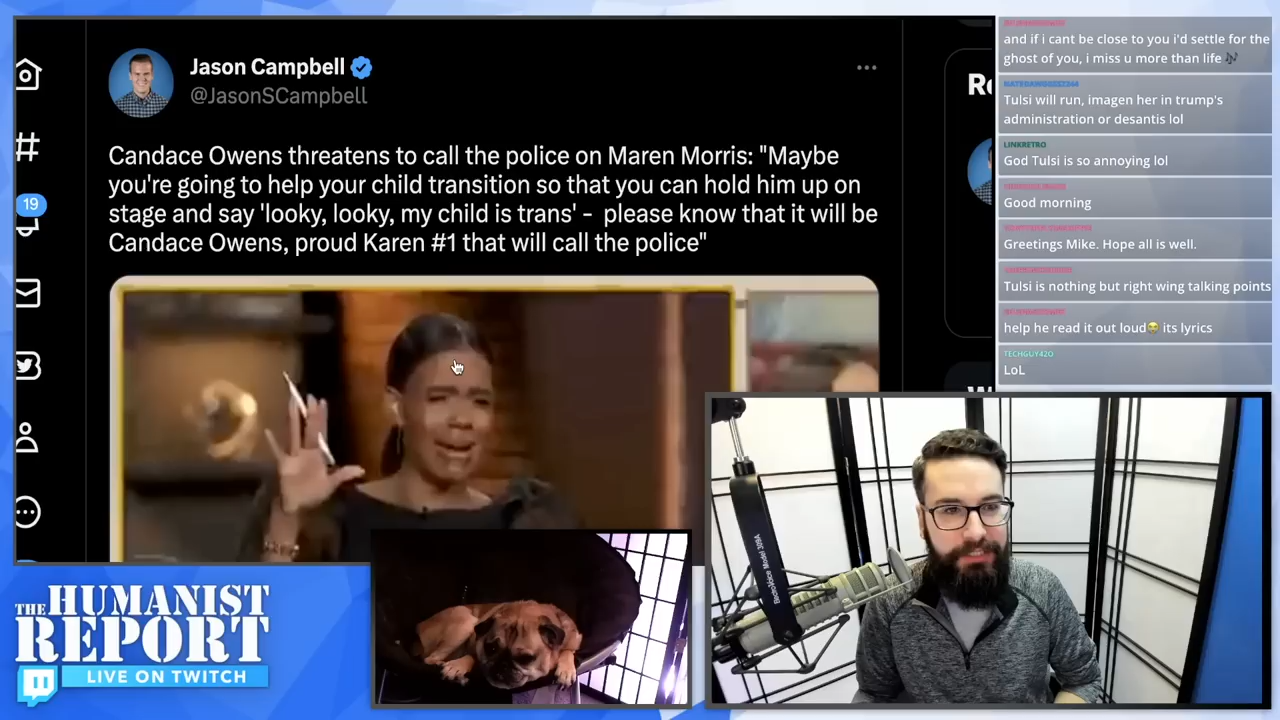 Jason Campbell
@JasonSCampbell
Candace Owens threatens to call the police on Maren Morris: "Maybe
you're going to help your child transition so that you can hold him up on
stage and say 'looky, looky, my child is trans' -  please know that it will be
Candace Owens, proud Karen #1 that will call the police"
19
and if i cant be close to you i'd settle for the
ghost of you, i miss u more than life 🎶
Tulsi will run, imagen her in trump's
administration or desantis lol
LINKRETRO
God Tulsi is so annoying lol
Good morning
Greetings Mike. Hope all is well.
Tulsi is nothing but right wing talking points
help he read it out loud😭 its lyrics
TECHGUY420
LoL
THE
HUMANIST
REPORT
LIVE ON TWITCH